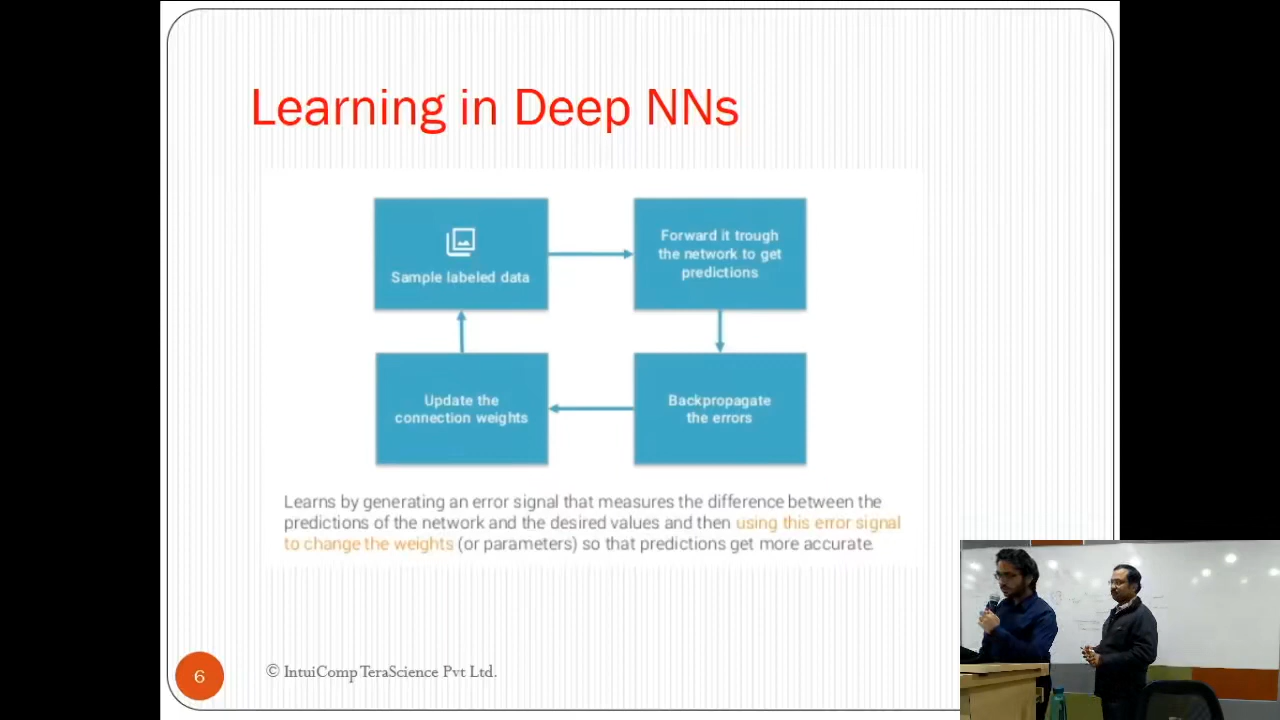 Learning in Deep NNs
Sample labeled data
Forward it trough
the network to get
predictions
Update the
connection weights
Backpropagate
the errors
Learns by generating an error signal that measures the difference between the
predictions of the network and the desired values and then using this error signal
to change the weights (or parameters) so that predictions get more accurate.
6
© IntuiComp TeraScience Pvt Ltd.